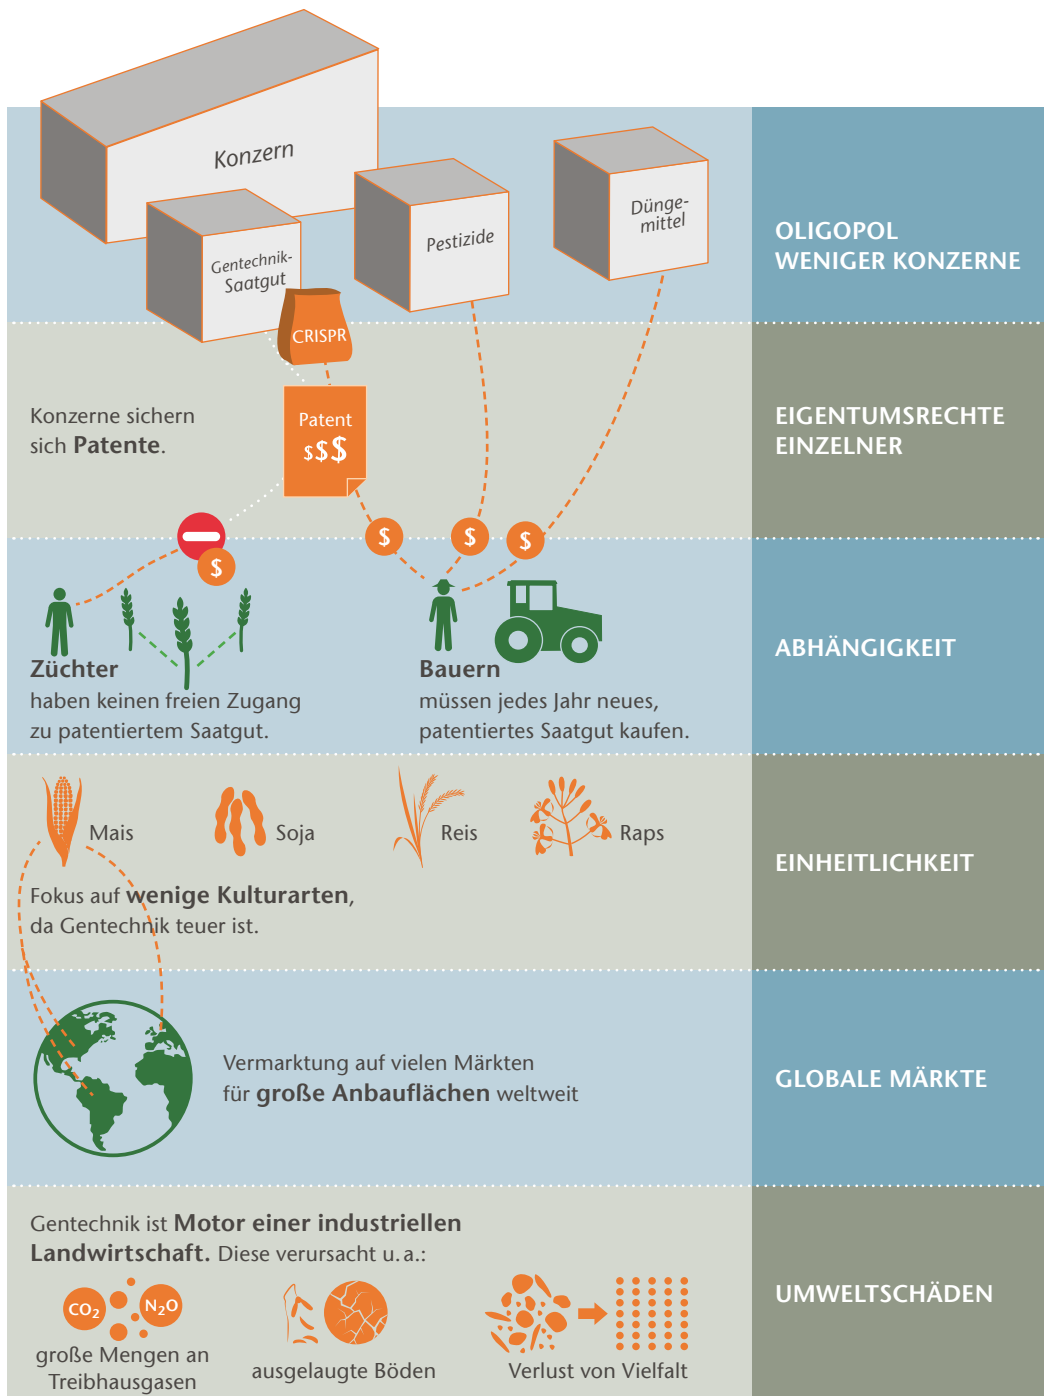 Konzern
Gentechnik-
Saatgut
Pestizide
Dünge-
mittel
OLIGOPOL
WENIGER KONZERNE
CRISPR
Konzerne sichern
sich Patente.
Patent
$$$
EIGENTUMSRECHTE
EINZELNER
$
$
$
$
Züchter
haben keinen freien Zugang
zu patentiertem Saatgut.
Bauern
müssen jedes Jahr neues,
patentiertes Saatgut kaufen.
ABHÄNGIGKEIT
Mais
Soja
Reis
Raps
Fokus auf wenige Kulturarten,
da Gentechnik teuer ist.
EINHEITLICHKEIT
Vermarktung auf vielen Märkten
für große Anbauflächen weltweit
GLOBALE MÄRKTE
Gentechnik ist Motor einer industriellen
Landwirtschaft. Diese verursacht u. a.:
CO₂
N₂O
große Mengen an
Treibhausgasen
ausgelaugte Böden
Verlust von Vielfalt
UMWELTSCHÄDEN